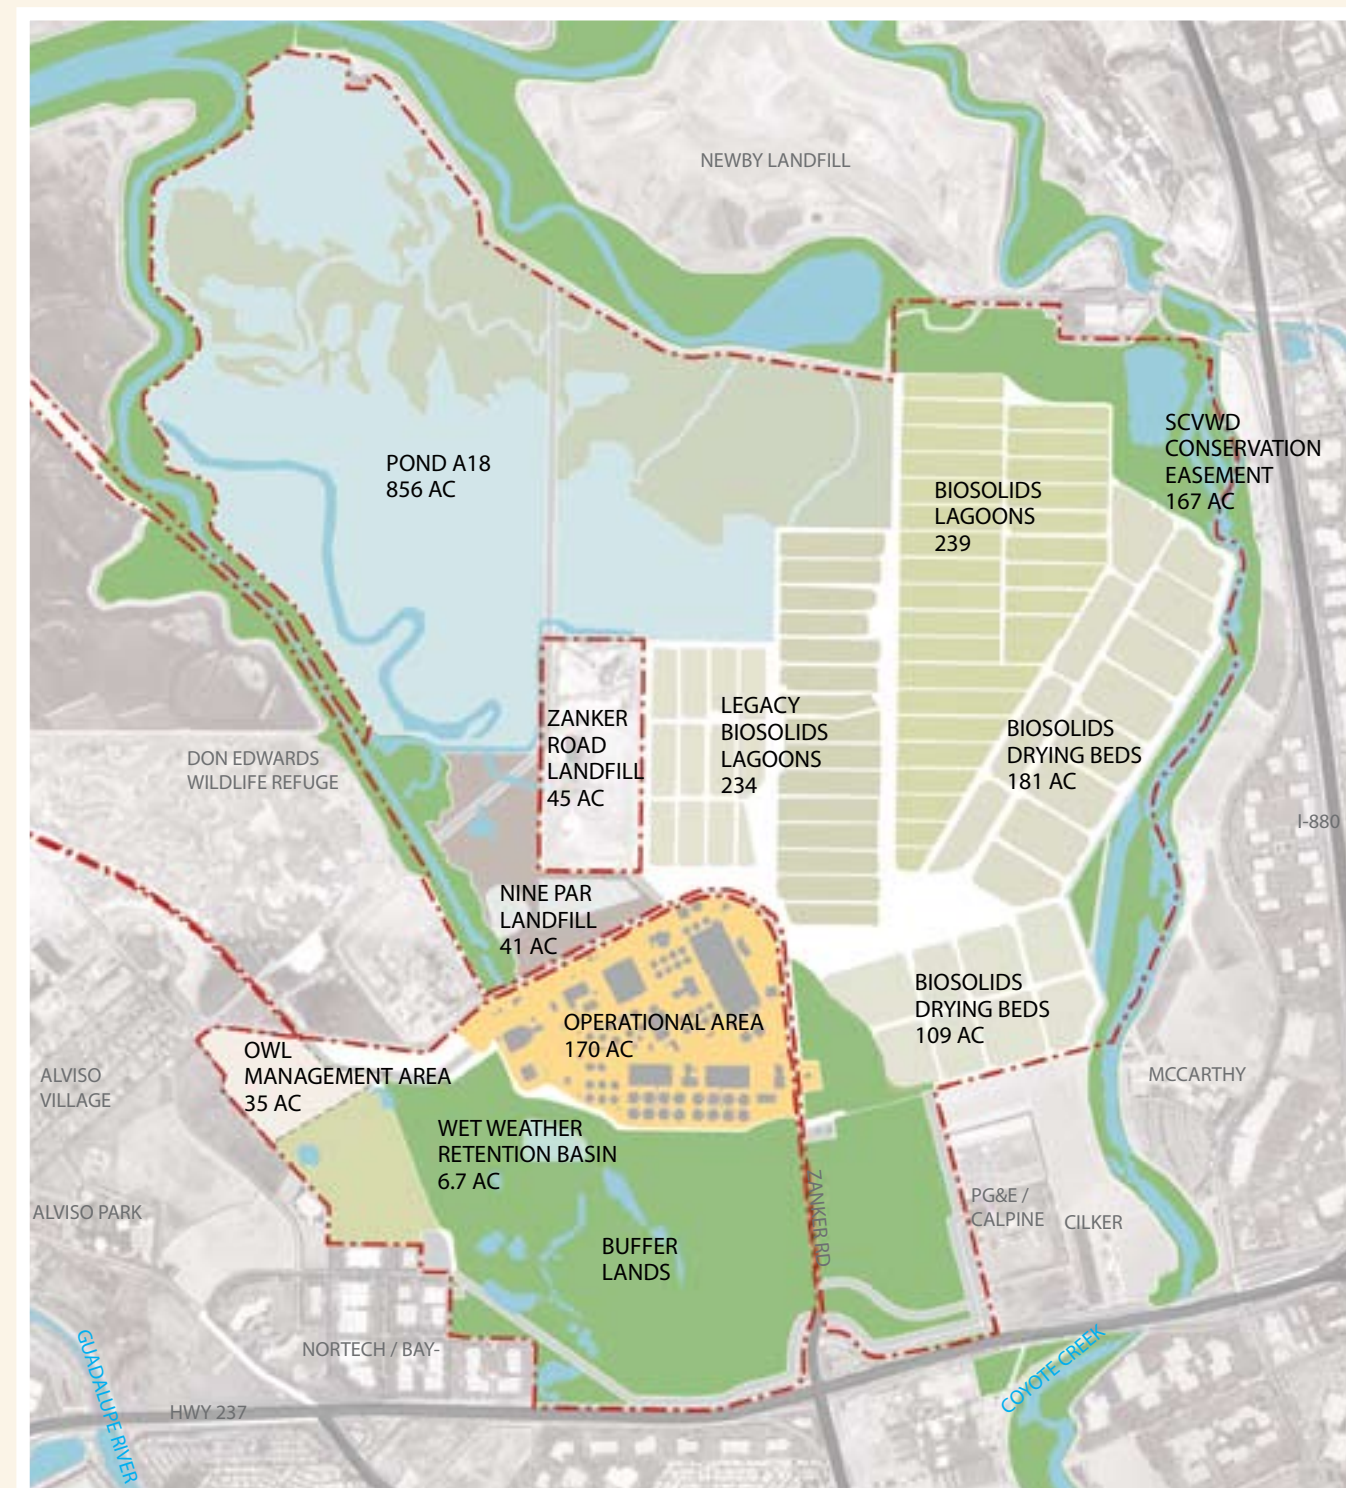 NEWBY LANDFILL
SCVWD
CONSERVATION
EASEMENT
167 AC
POND A18
856 AC
BIOSOLIDS
LAGOONS
239
ZANKER
ROAD
LANDFILL
45 AC
LEGACY
BIOSOLIDS
LAGOONS
234
BIOSOLIDS
DRYING BEDS
181 AC
DON EDWARDS
WILDLIFE REFUGE
I-880
NINE PAR
LANDFILL
41 AC
BIOSOLIDS
DRYING BEDS
109 AC
OPERATIONAL AREA
170 AC
OWL
MANAGEMENT AREA
35 AC
ALVISO
VILLAGE
MCCARTHY
WET WEATHER
RETENTION BASIN
6.7 AC
ZANKER RD
PG&E /
CALPINE
CILKER
ALVISO PARK
BUFFER
LANDS
NORTECH / BAY-
COYOTE CREEK
GUADALUPE RIVER
HWY 237